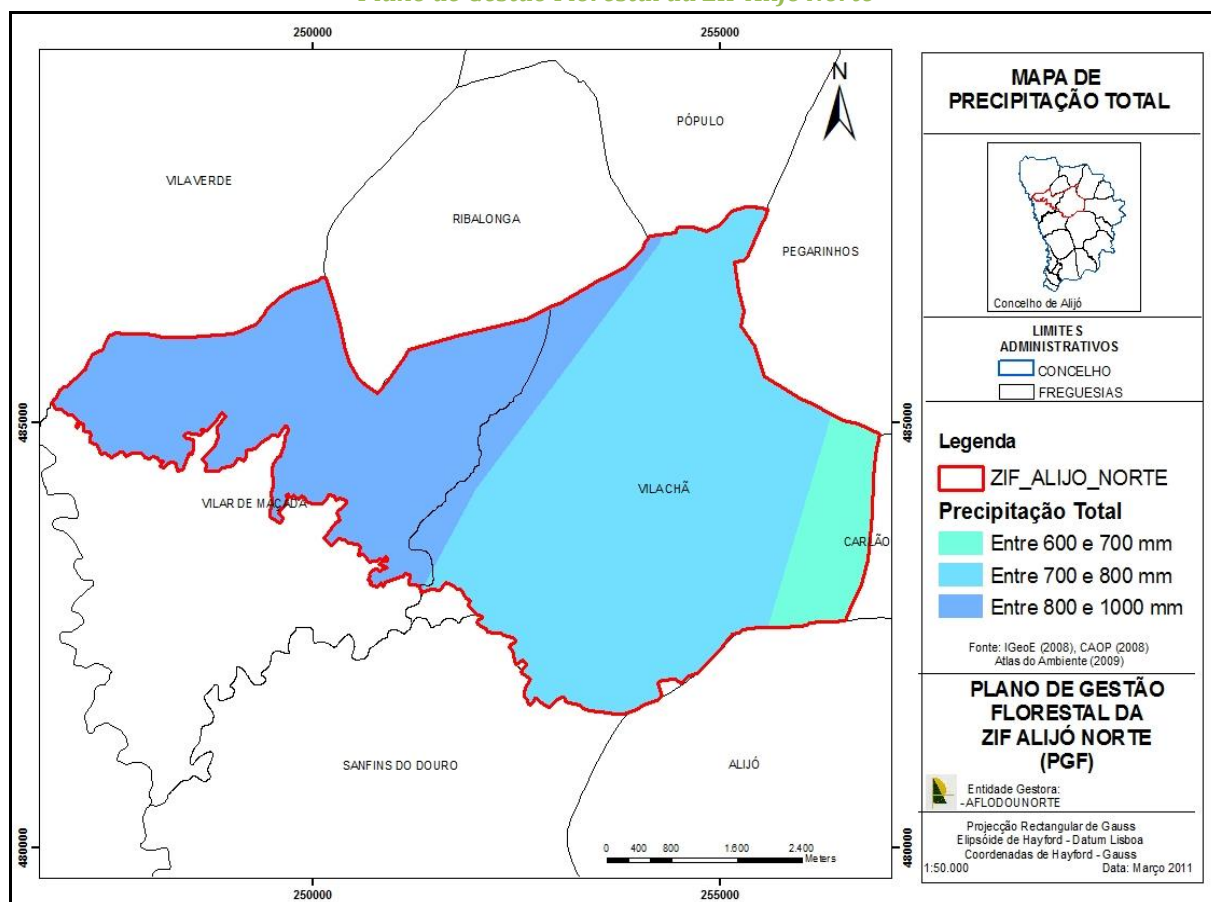 250000
255000
N
PÓPULO
VILA VERDE
RIBALONGA
PEGARINHOS
485000
485000
VILA CHÃ
VILAR DE MAÇADA
CARLÃO
SANFINS DO DOURO
ALIJÓ
480000
480000
0 400 800 1.600 2.400
Meters
250000
255000
MAPA DE
PRECIPITAÇÃO TOTAL
Concelho de Alijó
LIMITES
ADMINISTRATIVOS
CONCELHO
FREGUESIAS
Legenda
ZIF_ALIJO_NORTE
Precipitação Total
Entre 600 e 700 mm
Entre 700 e 800 mm
Entre 800 e 1000 mm
Fonte: IGeoE (2008), CAOP (2008)
Atlas do Ambiente (2009)
PLANO DE GESTÃO
FLORESTAL DA
ZIF ALIJÓ NORTE
(PGF)
Entidade Gestora:
-AFLODOUNORTE
Projecção Rectangular de Gauss
Elipsóide de Hayford - Datum Lisboa
Coordenadas de Hayford - Gauss
1:50.000 Data: Março 2011